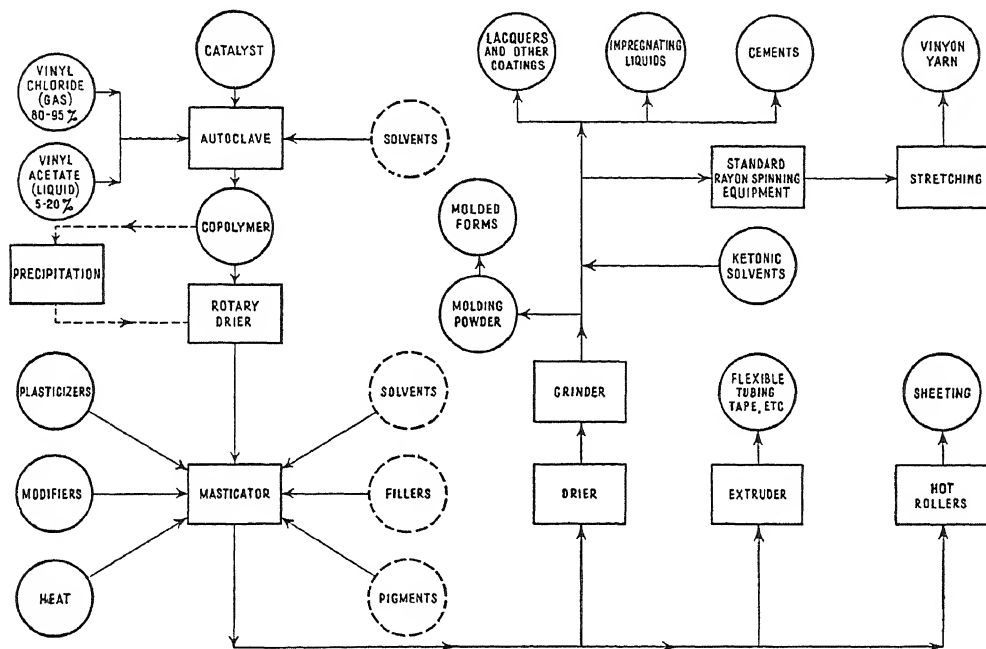 CATALYST
VINYL
CHLORIDE
(GAS)
80-95%
AUTOCLAVE
SOLVENTS
VINYL
ACETATE
(LIQUID)
5-20%
COPOLYMER
PRECIPITATION
ROTARY
DRIER
PLASTICIZERS
SOLVENTS
MODIFIERS
MASTICATOR
FILLERS
HEAT
PIGMENTS
LACQUERS
AND OTHER
COATINGS
IMPREGNATING
LIQUIDS
CEMENTS
VINYON
YARN
STANDARD
RAYON SPINNING
EQUIPMENT
STRETCHING
MOLDED
FORMS
KETONIC
SOLVENTS
MOLDING
POWDER
GRINDER
FLEXIBLE
TUBING
TAPE, ETC
SHEETING
DRIER
EXTRUDER
HOT
ROLLERS